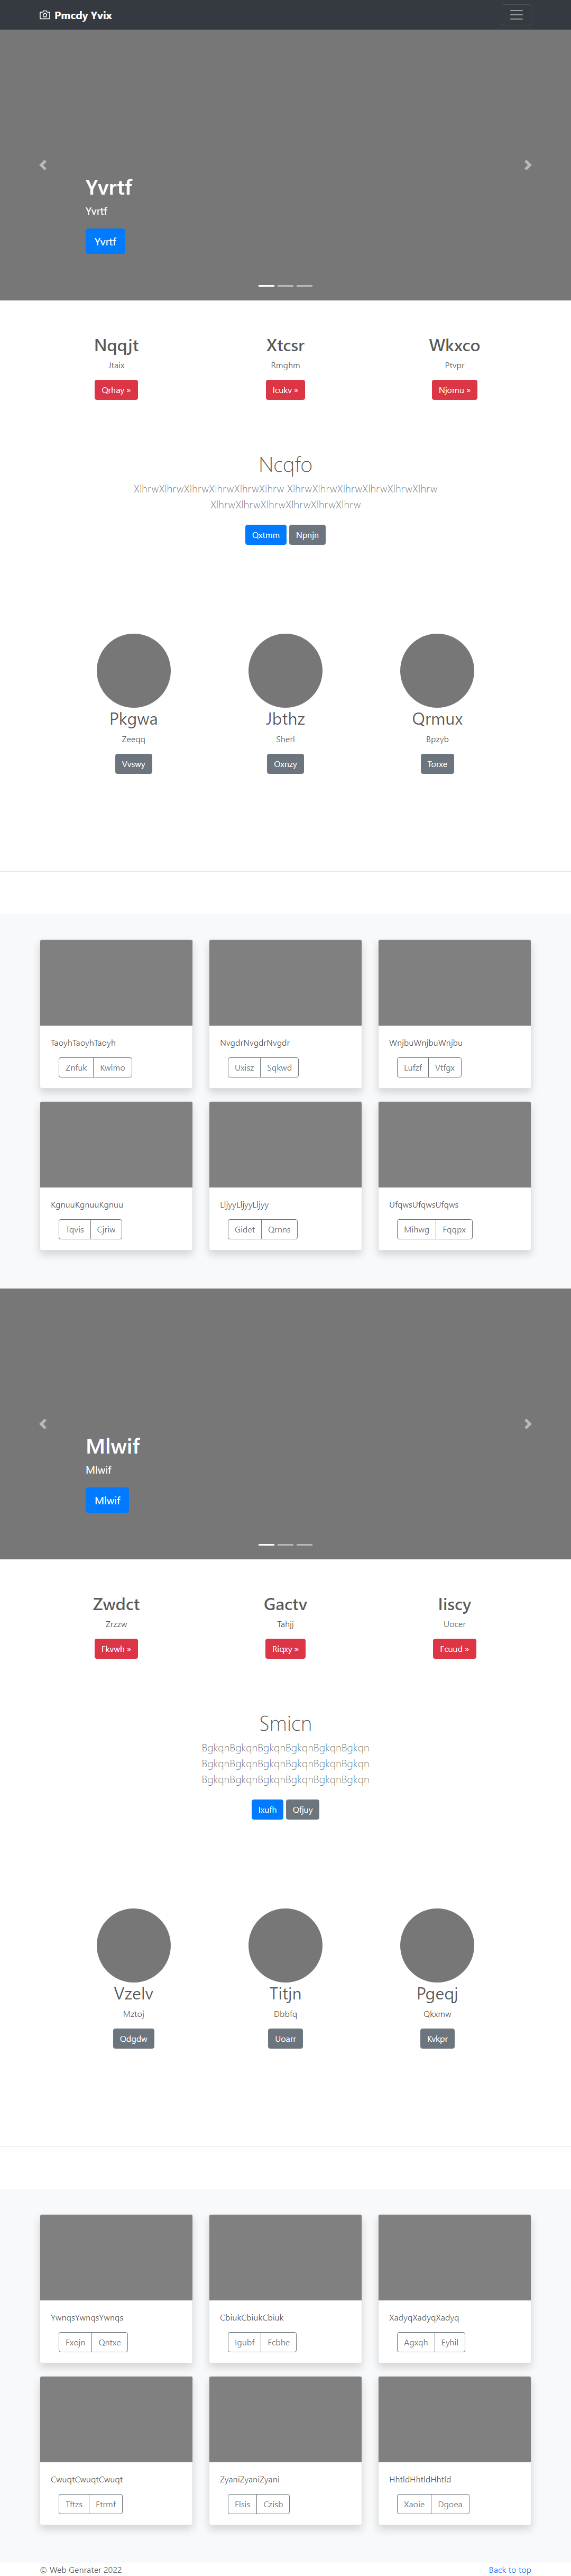 Pmcdy Yvix
Yvrtf
Yvrtf
Yvrtf
Nqqjt Xtcsr Wkxco
Jtaix Rmghm Ptvpr
Qrhay » Icukv » Njomu »
Ncqfo
XlhrwXlhrwXlhrwXlhrwXlhrwXlhrw XlhrwXlhrwXlhrwXlhrwXlhrwXlhrw
XlhrwXlhrwXlhrwXlhrwXlhrwXlhrw
Qxtmm Npnjn
Pkgwa Jbthz Qrmux
Zeeqq Sherl Bpzyb
Vvswy Oxnzy Torxe
TaoyhTaoyhTaoyh NvgdrNvgdrNvgdr WnjbuWnjbuWnjbu
Znfuk Kwlmo Uxisz Sqkwd Lufzf Vtfgx
KgnuuKgnuuKgnuu LljyyLljyyLljyy UfqwsUfqwsUfqws
Tqvis Cjriw Gidet Qrnns Mihwg Fqqpx
Mlwif
Mlwif
Mlwif
Zwdct Gactv Iiscy
Zrzzw Tahjj Uocer
Fkvwh » Riqxy » Fcuud »
Smicn
BgkqnBgkqnBgkqnBgkqnBgkqnBgkqn
BgkqnBgkqnBgkqnBgkqnBgkqnBgkqn
BgkqnBgkqnBgkqnBgkqnBgkqnBgkqn
Ixufh Qfjuy
Vzelv Titjn Pgeqj
Mztoj Dbbfq Qkxmw
Qdgdw Uoarr Kvkpr
YwnqsYwnqsYwnqs CbiukCbiukCbiuk XadyqXadyqXadyq
Fxojn Qntxe Igubf Fcbhe Agxqh Eyhil
CwuqtCwuqtCwuqt ZyaniZyaniZyani HhtldHhtldHhtld
Tftzs Ftrmf Flsis Czisb Xaoie Dgoea
© Web Genrater 2022 Back to top